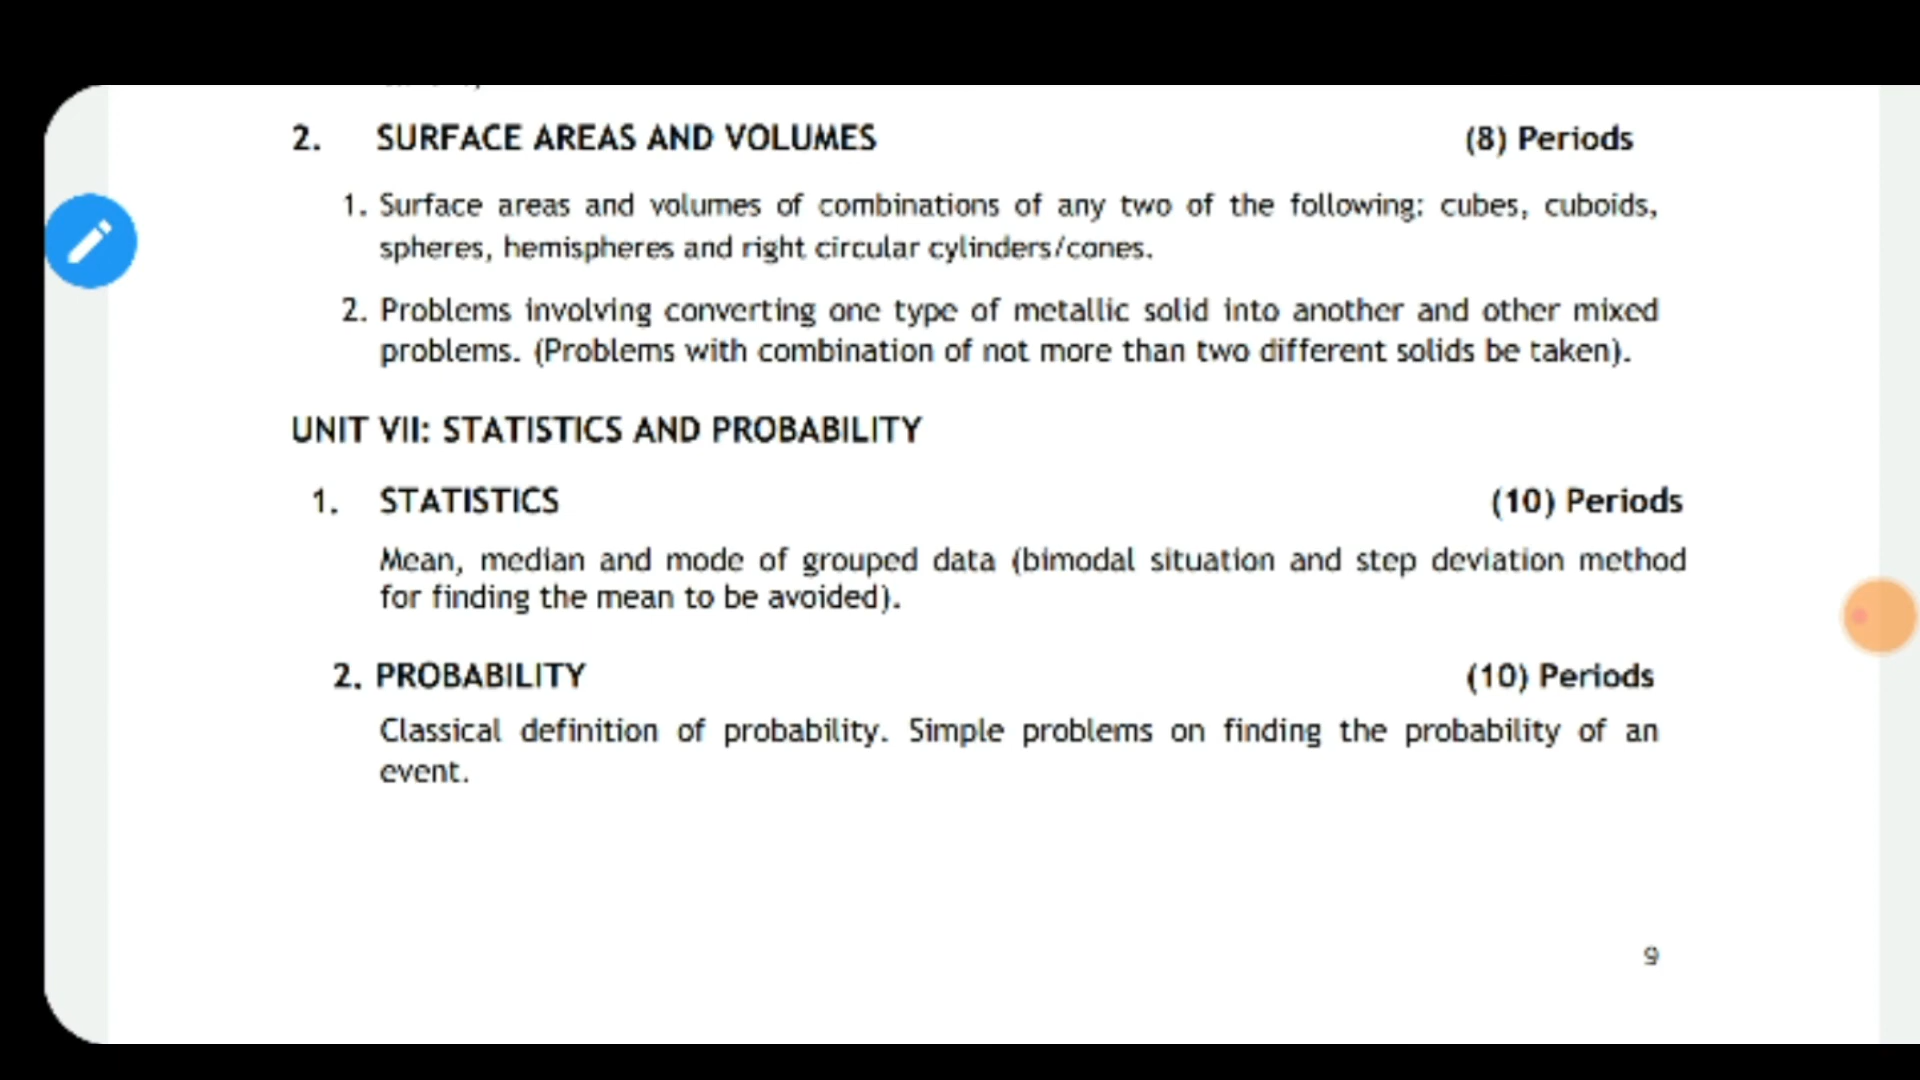 2. SURFACE AREAS AND VOLUMES (8) Periods
1. Surface areas and volumes of combinations of any two of the following: cubes, cuboids,
spheres, hemispheres and right circular cylinders/cones.
2. Problems involving converting one type of metallic solid into another and other mixed
problems. (Problems with combination of not more than two different solids be taken).
UNIT VII: STATISTICS AND PROBABILITY
1. STATISTICS (10) Periods
Mean, median and mode of grouped data (bimodal situation and step deviation method
for finding the mean to be avoided).
2. PROBABILITY (10) Periods
Classical definition of probability. Simple problems on finding the probability of an
event.
9